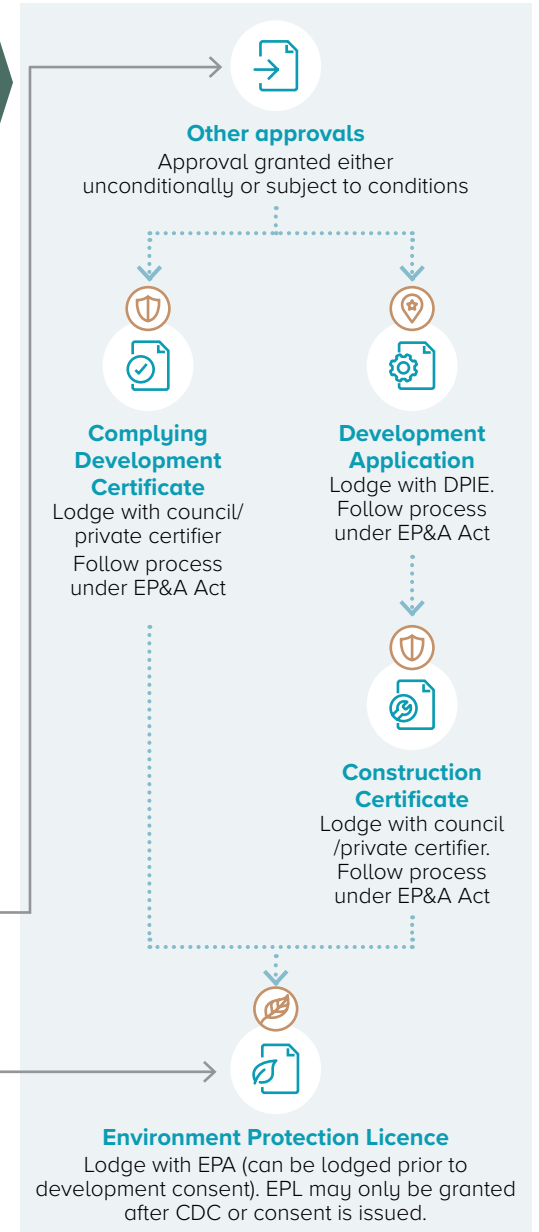 Other approvals
Approval granted either
unconditionally or subject to conditions
Complying
Development
Certificate
Lodge with council/
private certifier
Follow process
under EP&A Act
Development
Application
Lodge with DPIE.
Follow process
under EP&A Act
Construction
Certificate
Lodge with council
/private certifier.
Follow process
under EP&A Act
Environment Protection Licence
Lodge with EPA (can be lodged prior to
development consent). EPL may only be granted
after CDC or consent is issued.